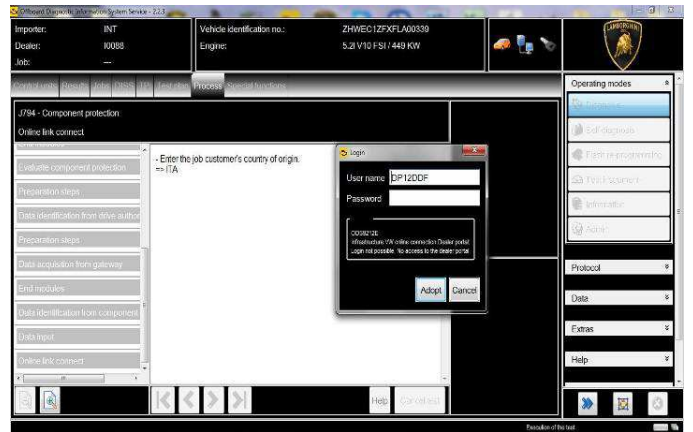 Offboard Diagnostic Information System Service - 2.2.3
Importer: INT
Dealer: I0088
Job: ---
Vehicle identification no.: ZHWEC1ZFXFLA00339
Engine: 5.2l V10 FSI / 449 KW
LAMBORGHINI
Control units Results Jobs DISS TPI Test plan Process Special functions
Operating modes
J794 - Component protection
Online link connect
Diagnosis
Self-diagnosis
Flash reprogramming
Test instrument
Information
Admin
Protocol
Data
Extras
Help
End modules
Evaluate component protection
Preparation steps
Data identification from drive author
Preparation steps
Data acquisition from gateway
End modules
Data identification from component
Data input
Online link connect
- Enter the job customer's country of origin.
=> ITA
Login
User name DP12DDF
Password
Infrastructure VW online connection Dealer portal:
Login not possible. No access to the dealer portal
Adopt Cancel
Help Cancel test
Execution of the test